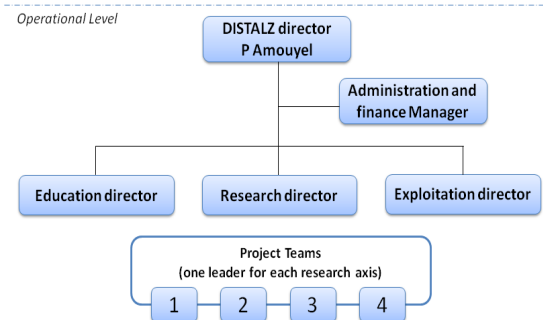 Operational Level
DISTALZ director
P Amouyel
Administration and
finance Manager
Education director
Research director
Exploitation director
Project Teams
(one leader for each research axis)
1 2 3 4